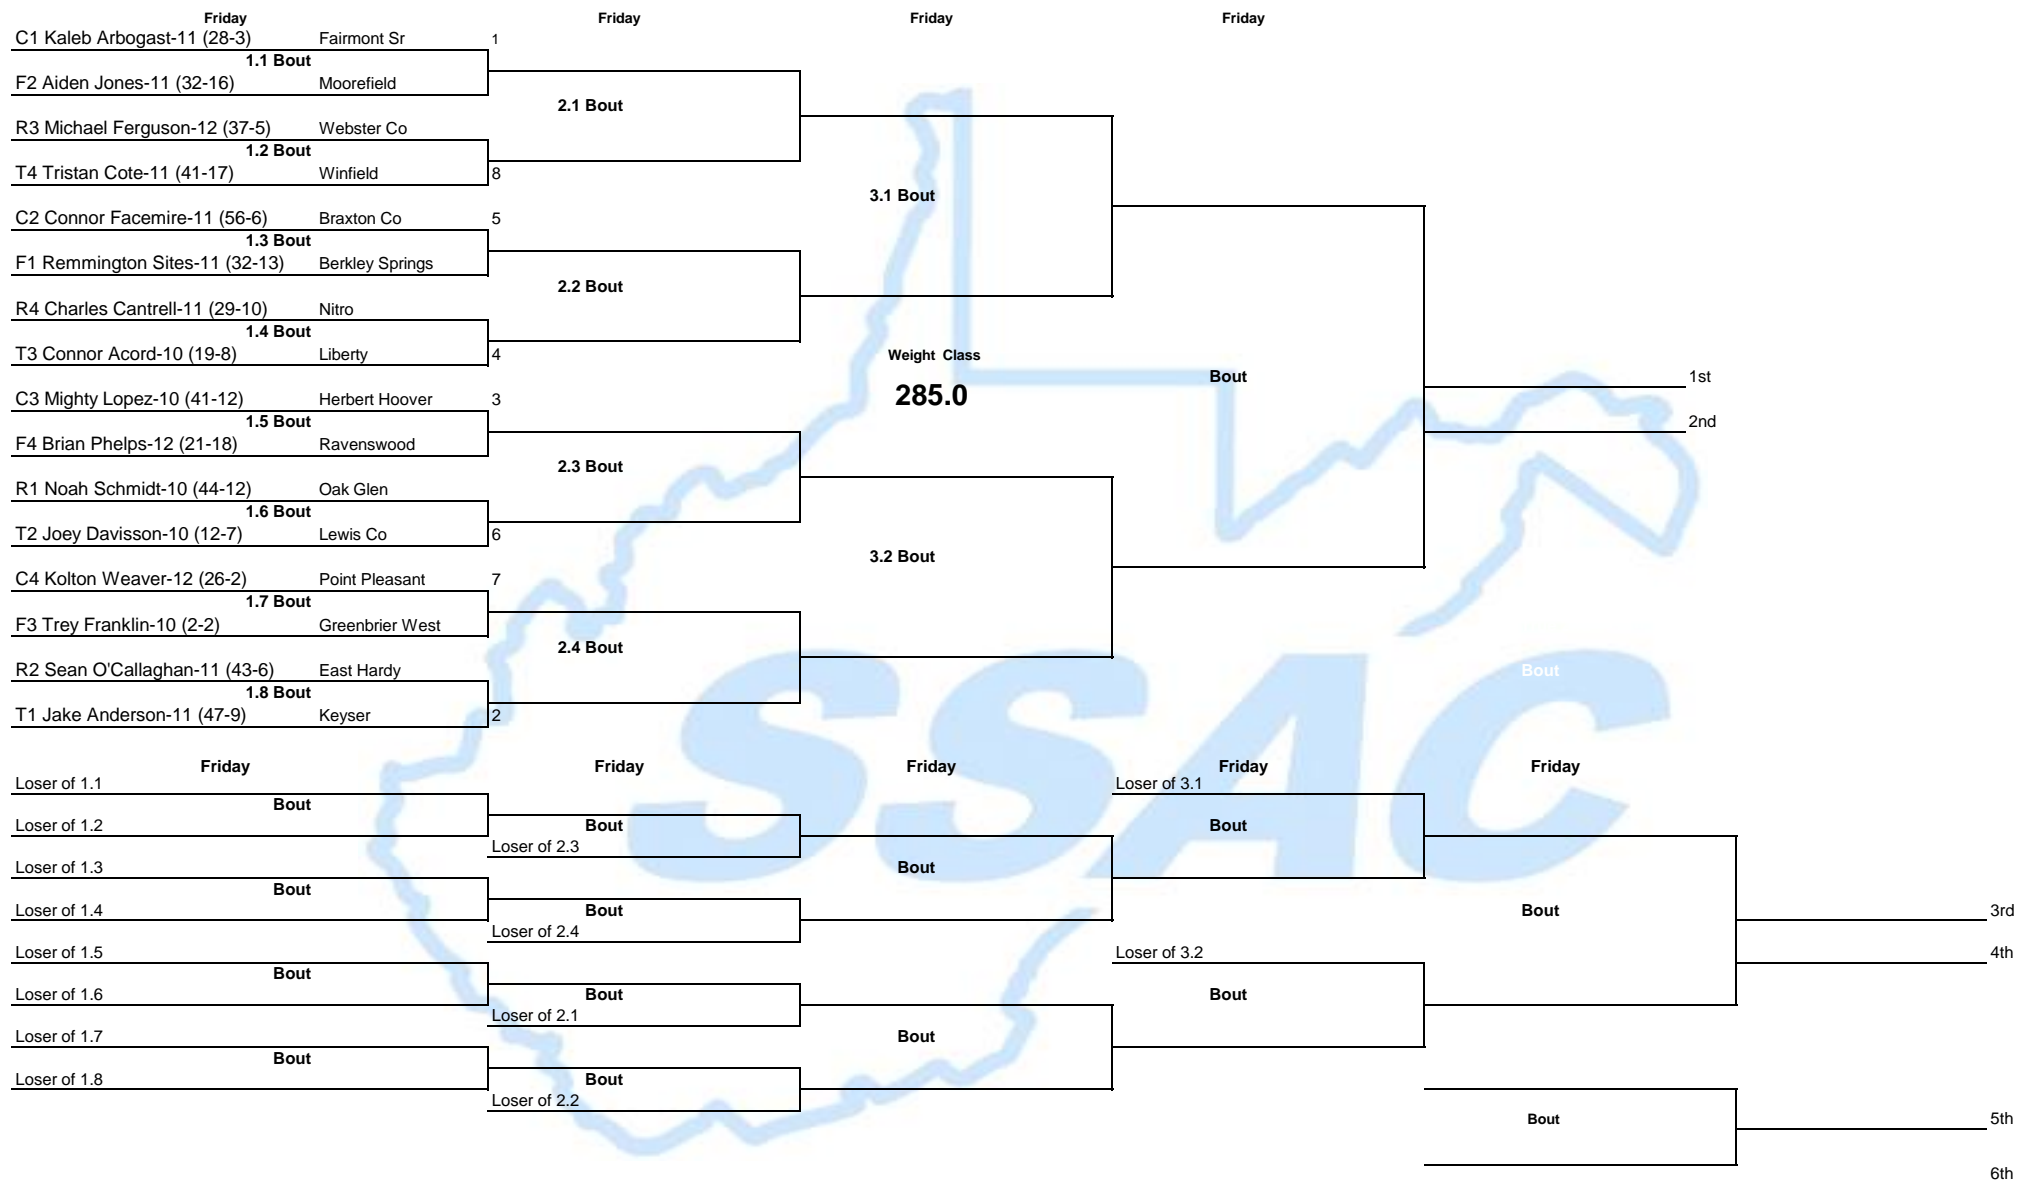 Friday Friday Friday Friday
C1 Kaleb Arbogast-11 (28-3) Fairmont Sr 1
1.1 Bout
F2 Aiden Jones-11 (32-16) Moorefield
2.1 Bout
R3 Michael Ferguson-12 (37-5) Webster Co
1.2 Bout
T4 Tristan Cote-11 (41-17) Winfield 8
3.1 Bout
C2 Connor Facemire-11 (56-6) Braxton Co 5
1.3 Bout
F1 Remmington Sites-11 (32-13) Berkley Springs
2.2 Bout
R4 Charles Cantrell-11 (29-10) Nitro
1.4 Bout
T3 Connor Acord-10 (19-8) Liberty 4
Weight Class
Bout 1st
285.0
C3 Mighty Lopez-10 (41-12) Herbert Hoover 3
1.5 Bout 2nd
F4 Brian Phelps-12 (21-18) Ravenswood
2.3 Bout
R1 Noah Schmidt-10 (44-12) Oak Glen
1.6 Bout
T2 Joey Davisson-10 (12-7) Lewis Co 6
3.2 Bout
C4 Kolton Weaver-12 (26-2) Point Pleasant 7
1.7 Bout
F3 Trey Franklin-10 (2-2) Greenbrier West
2.4 Bout
R2 Sean O'Callaghan-11 (43-6) East Hardy Bout
1.8 Bout
T1 Jake Anderson-11 (47-9) Keyser 2
SSAC
Friday Friday Friday Friday Friday
Loser of 1.1 Loser of 3.1
Bout
Loser of 1.2 Bout Bout
Loser of 2.3
Loser of 1.3 Bout
Bout
Loser of 1.4 Bout Bout 3rd
Loser of 2.4
Loser of 1.5 Loser of 3.2 4th
Bout
Loser of 1.6 Bout Bout
Loser of 2.1
Loser of 1.7 Bout
Bout
Loser of 1.8 Bout
Loser of 2.2
Bout 5th
6th